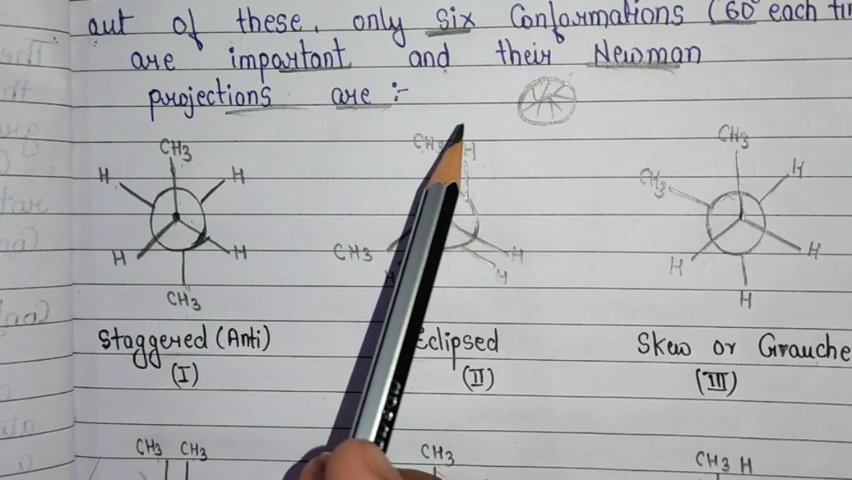 out of these, only six Conformations (60 each
are important and their Newman
projections are :-
CH3 CH3 H CH3
H H CH3 H
H H CH3 H H H
CH3 H H
Staggered (Anti) Eclipsed Skew or Grauche
(I) (II) (III)
CH3 CH3 CH3 CH3 H